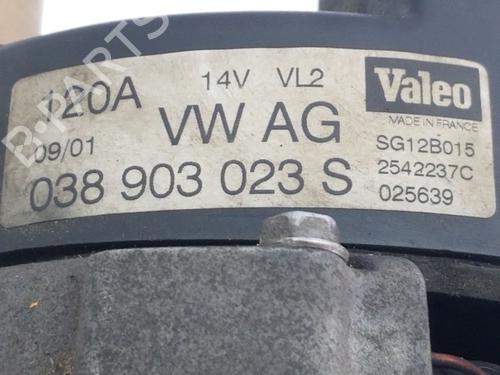 120A 14V VL2 Valeo
MADE IN FRANCE
09/01 VW AG SG12B015
038 903 023 S 2542237C
025639
B-PARTS